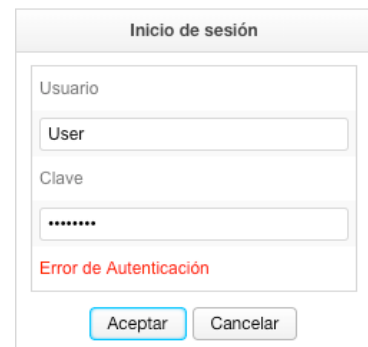 Inicio de sesión
Usuario
User
Clave
••••••••
Error de Autenticación
Aceptar Cancelar